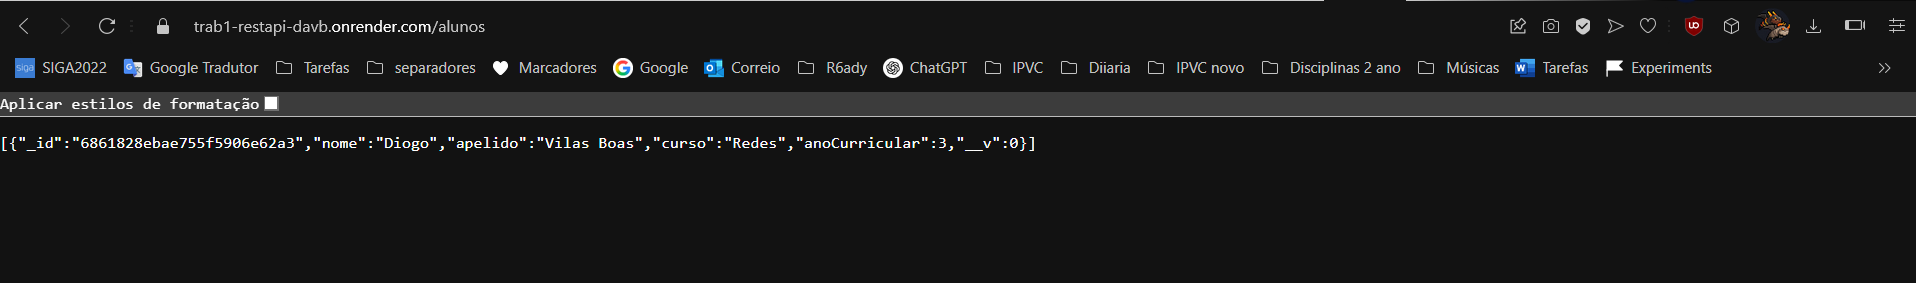 trab1-restapi-davb.onrender.com/alunos
siga SIGA2022 Google Tradutor Tarefas separadores Marcadores Google Correio R6ady ChatGPT IPVC Diiaria IPVC novo Disciplinas 2 ano Músicas Tarefas Experiments
Aplicar estilos de formatação
[{"_id":"6861828ebae755f5906e62a3","nome":"Diogo","apelido":"Vilas Boas","curso":"Redes","anoCurricular":3,"__v":0}]